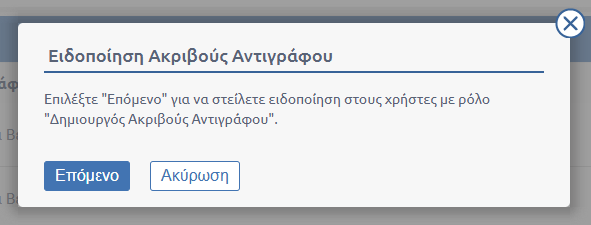 Ειδοποίηση Ακριβούς Αντιγράφου
Επιλέξτε "Επόμενο" για να στείλετε ειδοποίηση στους χρήστες με ρόλο
"Δημιουργός Ακριβούς Αντιγράφου".
Επόμενο Ακύρωση